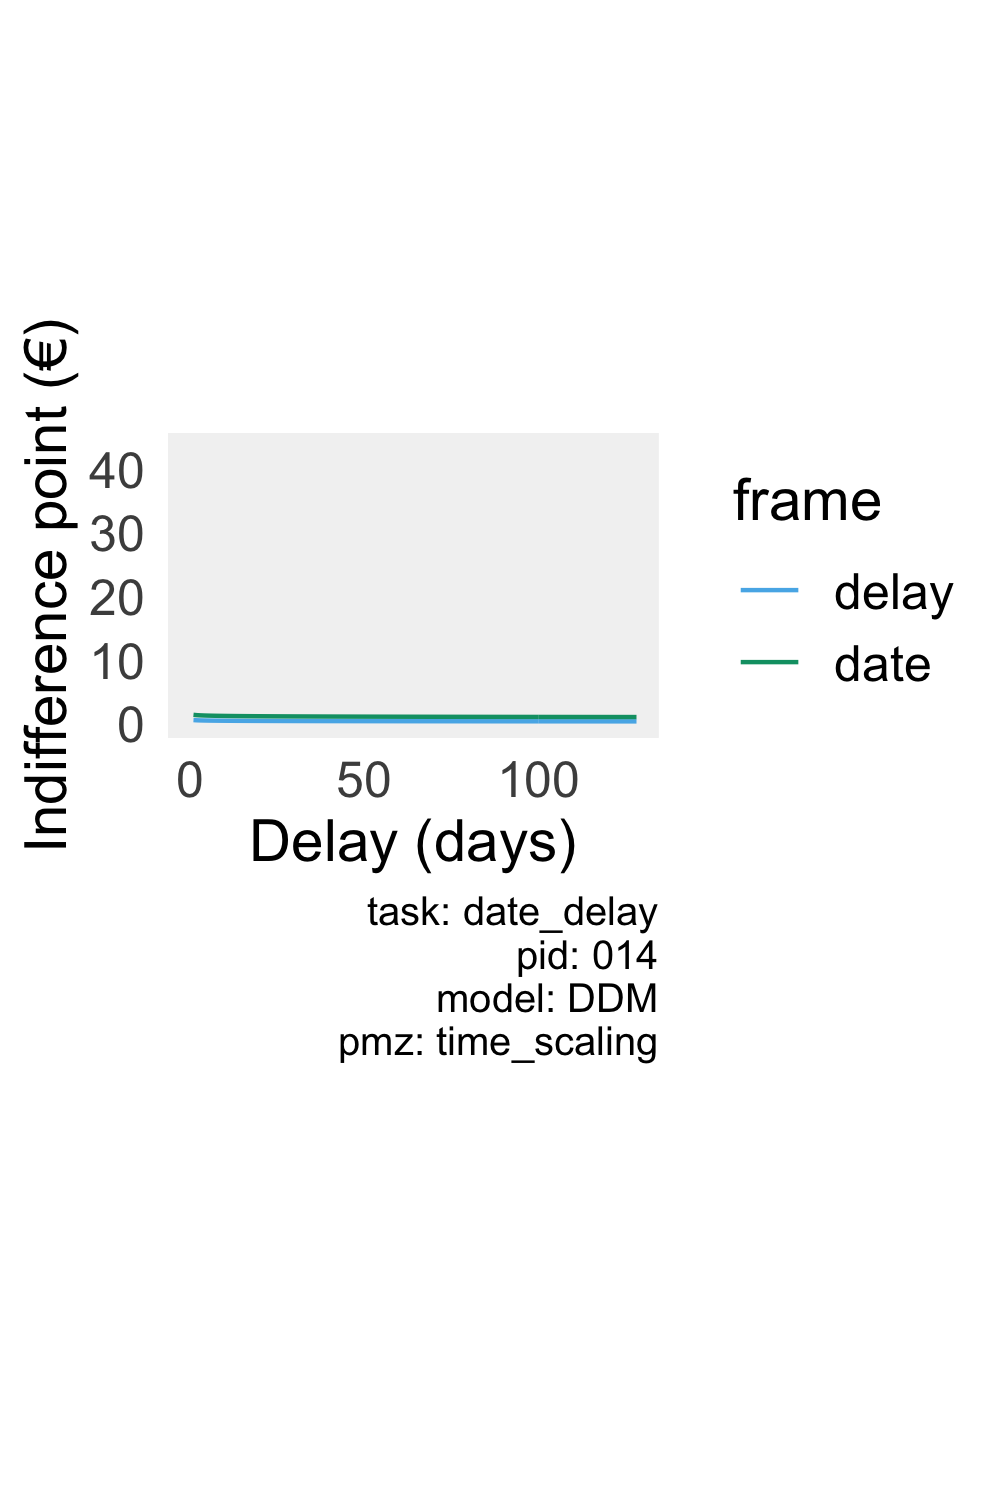 Indifference point (€)
40
30
20
10
0
0 50 100
Delay (days)
frame
delay
date
task: date_delay
pid: 014
model: DDM
pmz: time_scaling